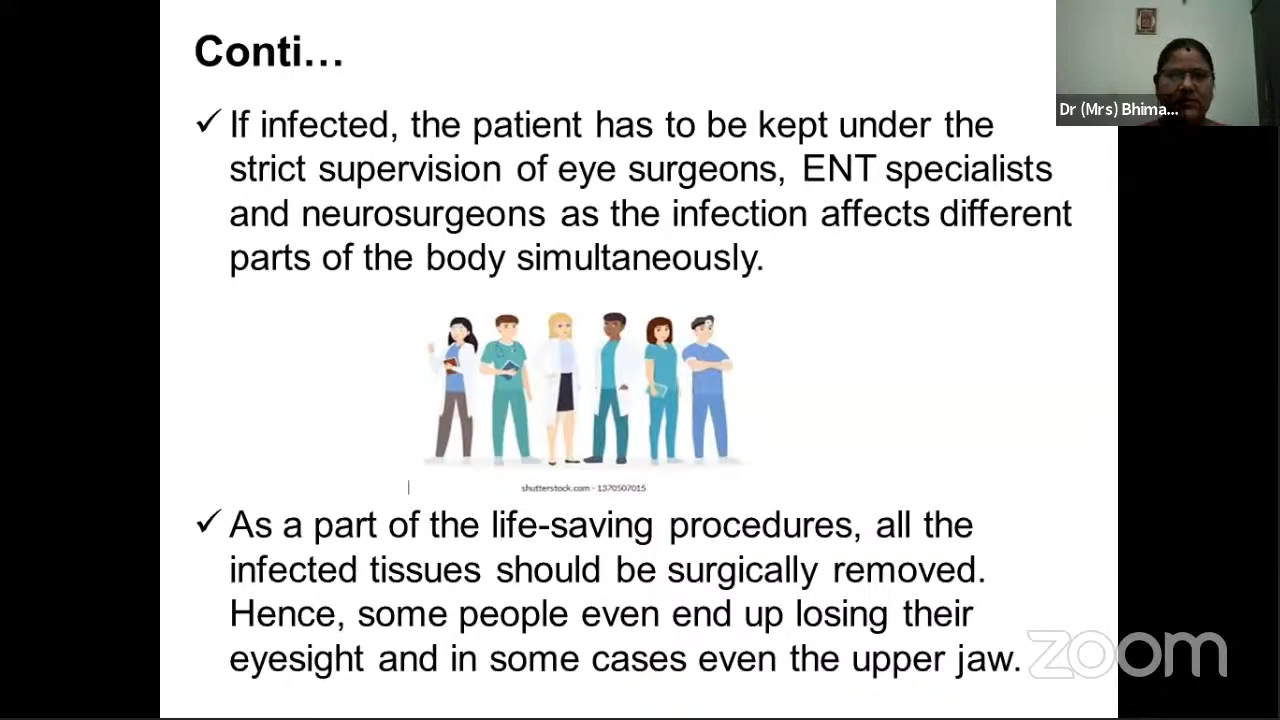 Conti...
Dr (Mrs) Bhima...
✓ If infected, the patient has to be kept under the
strict supervision of eye surgeons, ENT specialists
and neurosurgeons as the infection affects different
parts of the body simultaneously.
shutterstock.com - 1370507015
✓ As a part of the life-saving procedures, all the
infected tissues should be surgically removed.
Hence, some people even end up losing their
eyesight and in some cases even the upper jaw.
zoom